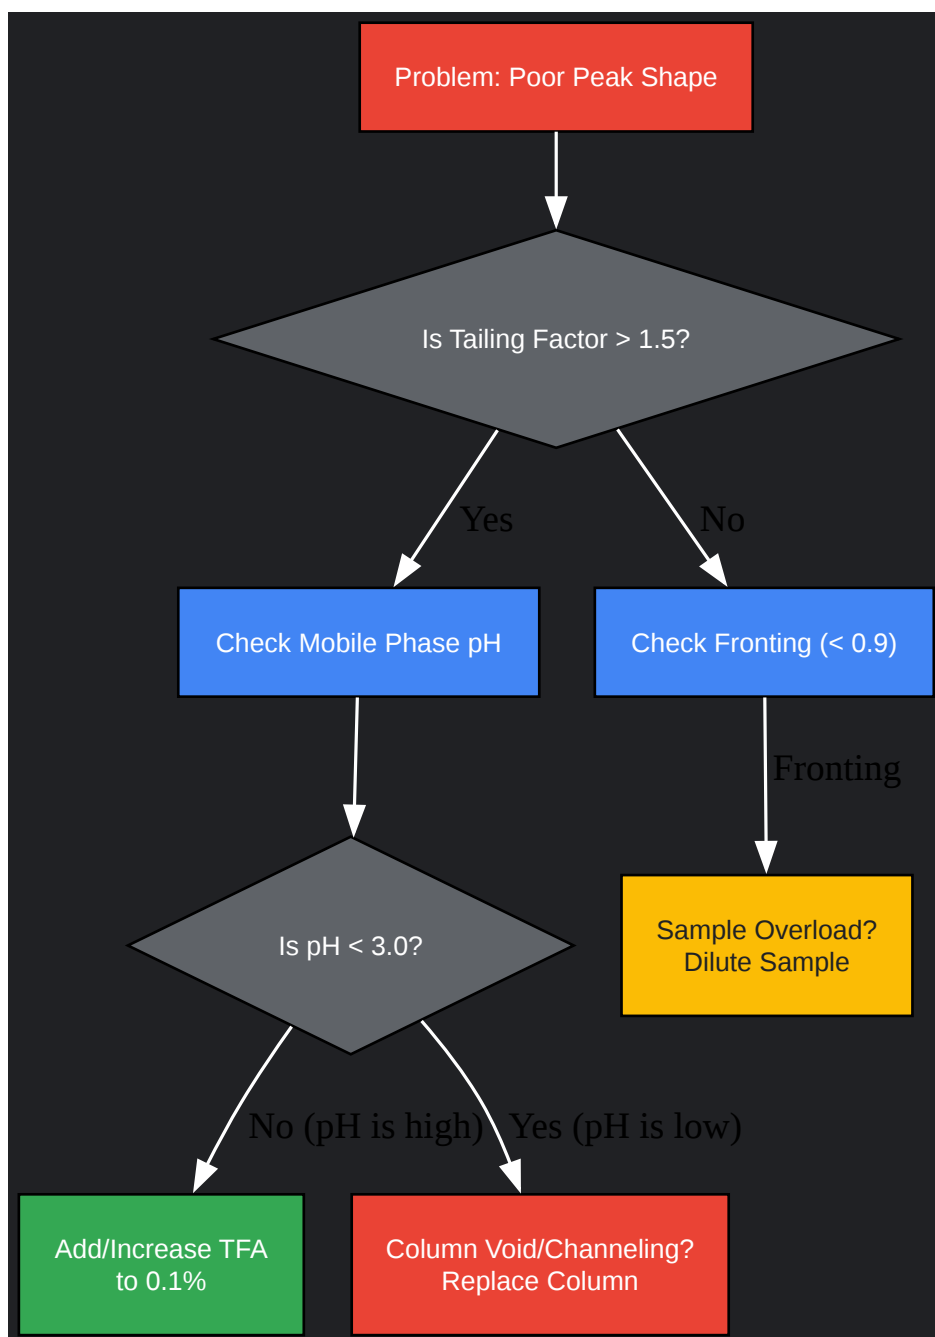 Problem: Poor Peak Shape
Is Tailing Factor > 1.5?
Yes
No
Check Mobile Phase pH
Check Fronting (< 0.9)
Fronting
Sample Overload?
Dilute Sample
Is pH < 3.0?
No (pH is high)
Yes (pH is low)
Add/Increase TFA
to 0.1%
Column Void/Channeling?
Replace Column